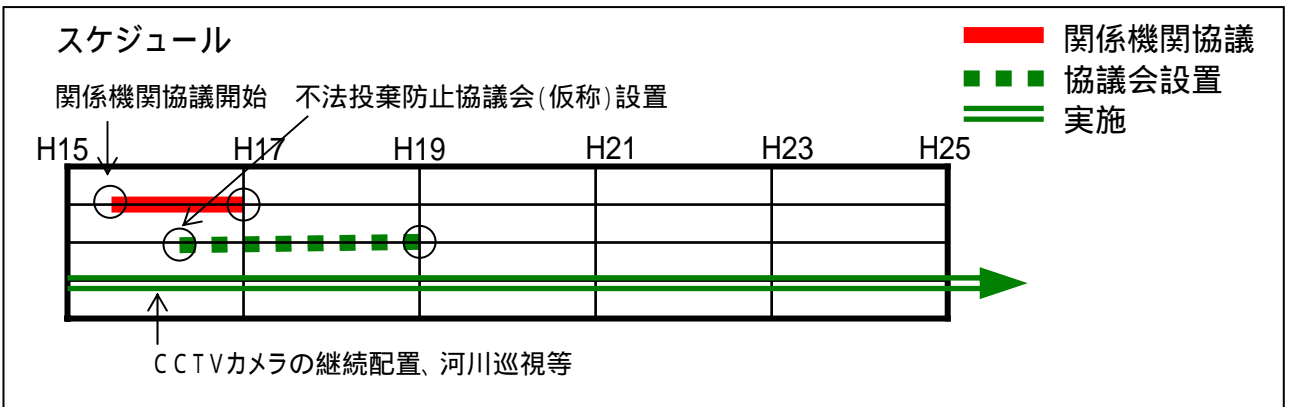 スケジュール
関係機関協議
協議会設置
実施
関係機関協議開始 不法投棄防止協議会(仮称)設置
H15 H17 H19 H21 H23 H25
CCTVカメラの継続配置、河川巡視等